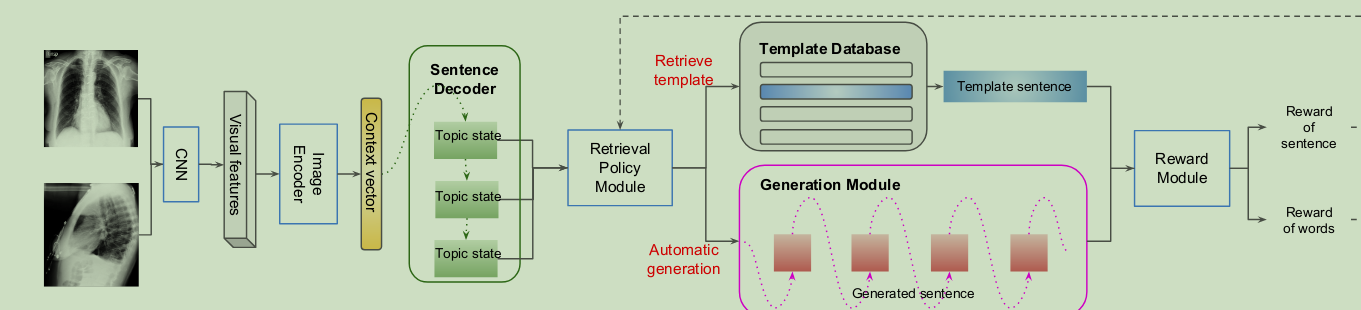 CNN
Visual features
Image
Encoder
Context vector
Sentence
Decoder
Topic state
Topic state
Topic state
Retrieval
Policy
Module
Retrieve
template
Automatic
generation
Template Database
Template sentence
Generation Module
Generated sentence
Reward
Module
Reward
of
sentence
Reward
of words